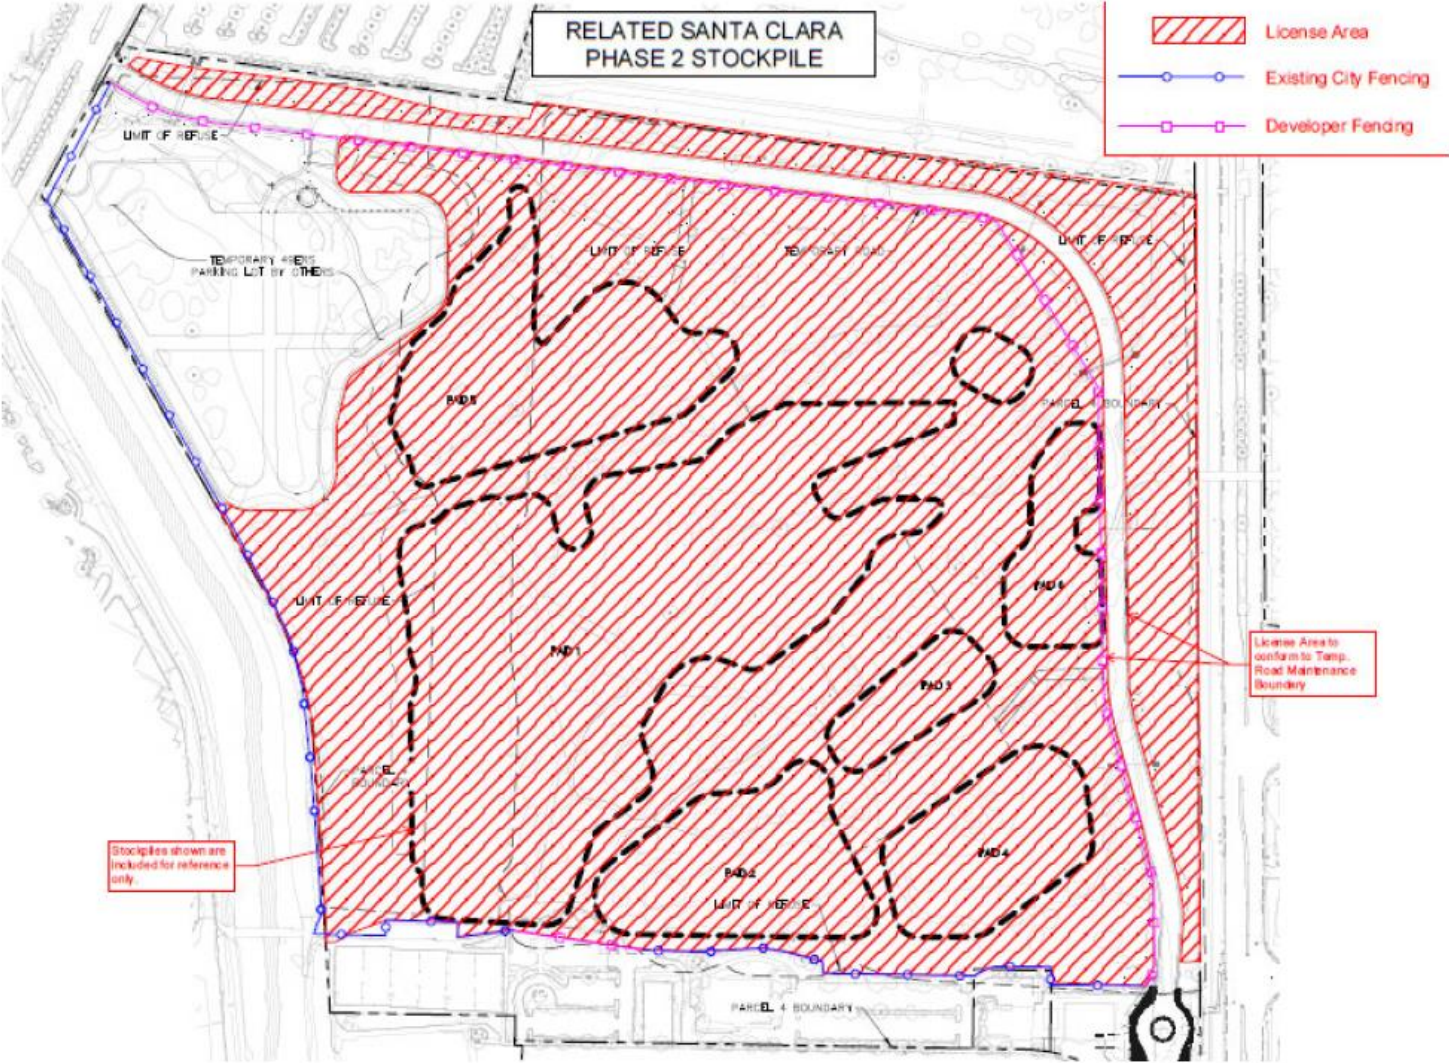 RELATED SANTA CLARA
PHASE 2 STOCKPILE
License Area
Existing City Fencing
Developer Fencing
LIMIT OF REFUSE
TEMPORARY 49ERS
PARKING LOT BY OTHERS
LIMIT OF REFUSE
TEMPORARY ROAD
LIMIT OF REFUSE
PAD 5
PARCEL 4 BOUNDARY
LIMIT OF REFUSE
PAD 6
PAD 1
License Area to
conform to Temp.
Road Maintenance
Boundary
PAD 3
BOUNDARY
Stockpiles shown are
included for reference
only.
PAD 4
PAD 2
LIMIT OF REFUSE
PARCEL 4 BOUNDARY